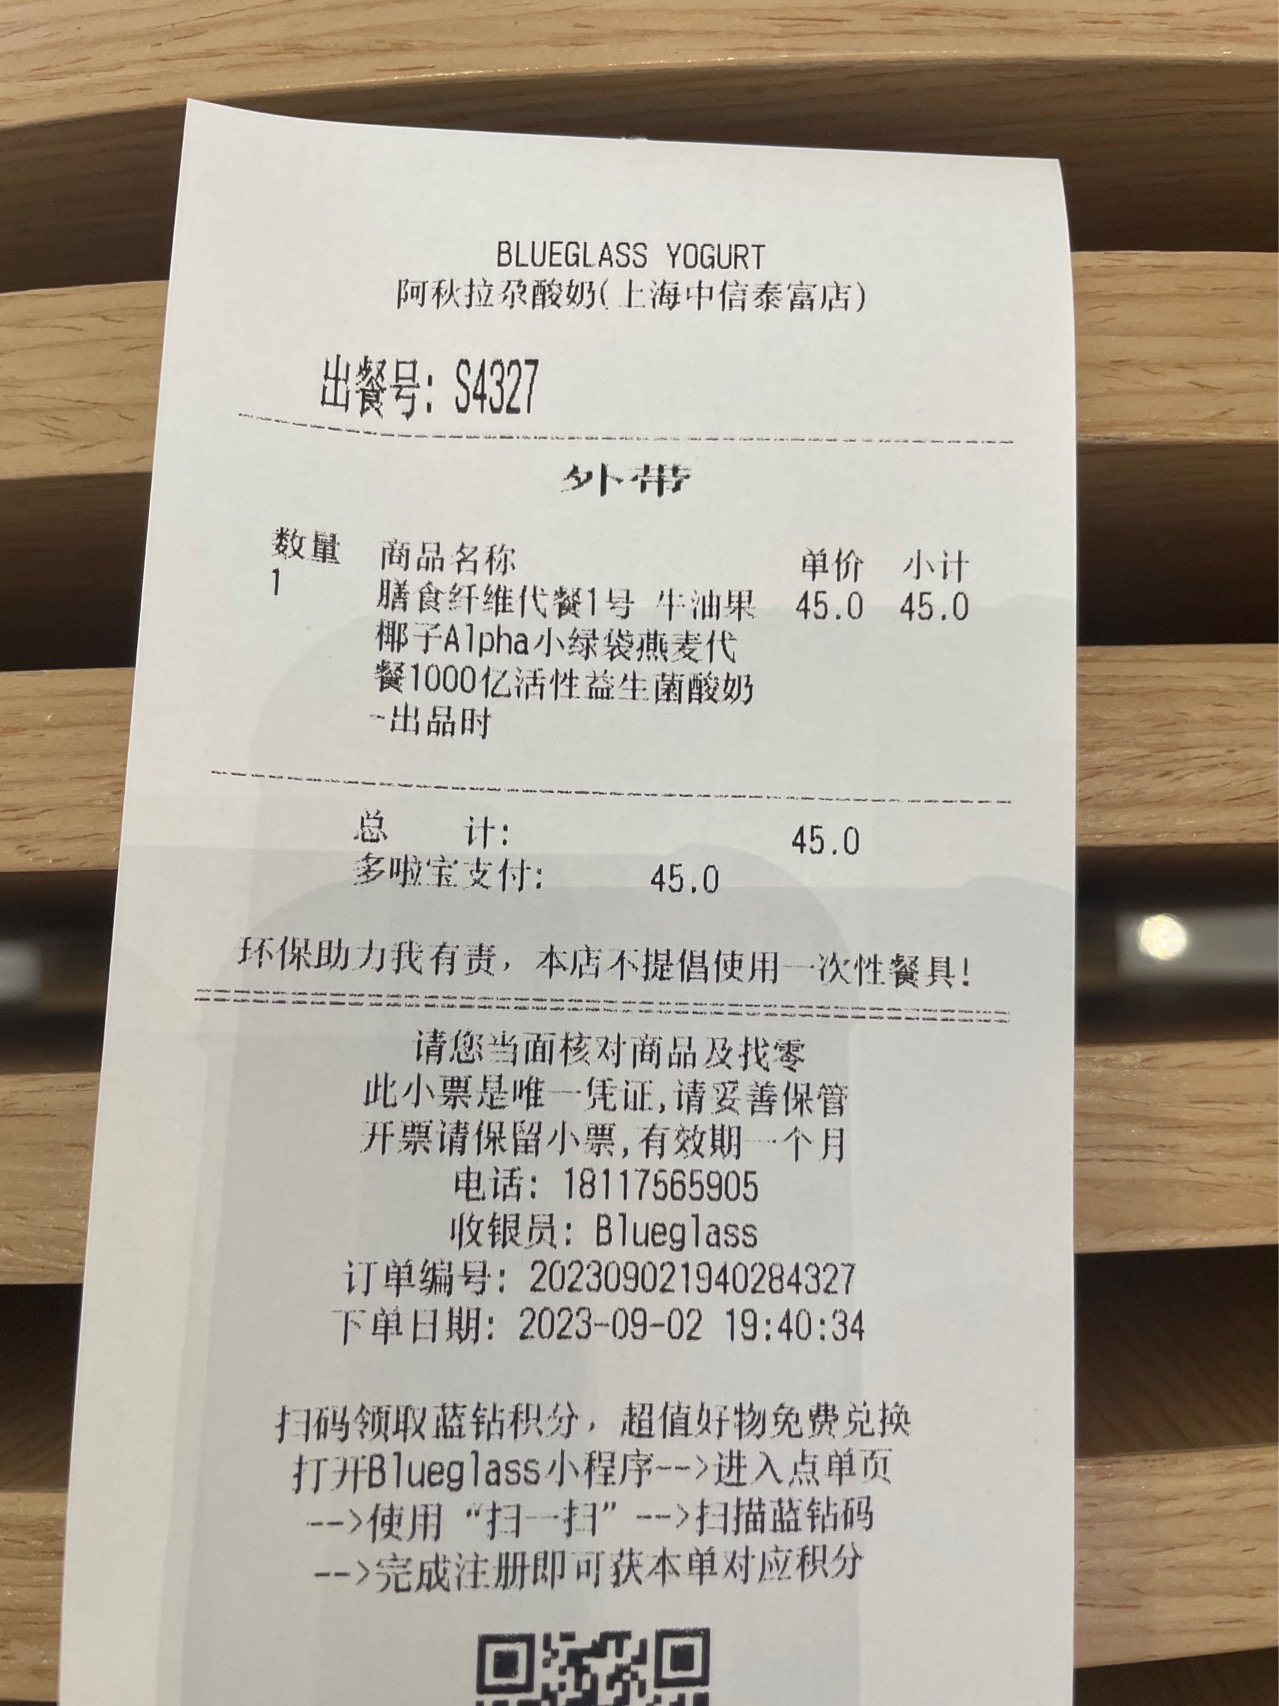 BLUEGLASS YOGURT
阿秋拉尕酸奶(上海中信泰富店)
出餐号: S4327
外带
数量 商品名称 单价 小计
1 膳食纤维代餐1号 牛油果 45.0 45.0
椰子Alpha小绿袋燕麦代
餐1000亿活性益生菌酸奶
-出品时
总 计: 45.0
多啦宝支付: 45.0
环保助力我有责，本店不提倡使用一次性餐具!
请您当面核对商品及找零
此小票是唯一凭证,请妥善保管
开票请保留小票,有效期一个月
电话: 18117565905
收银员: Blueglass
订单编号: 202309021940284327
下单日期: 2023-09-02 19:40:34
扫码领取蓝钻积分，超值好物免费兑换
打开Blueglass小程序-->进入点单页
-->使用“扫一扫”-->扫描蓝钻码
-->完成注册即可获本单对应积分